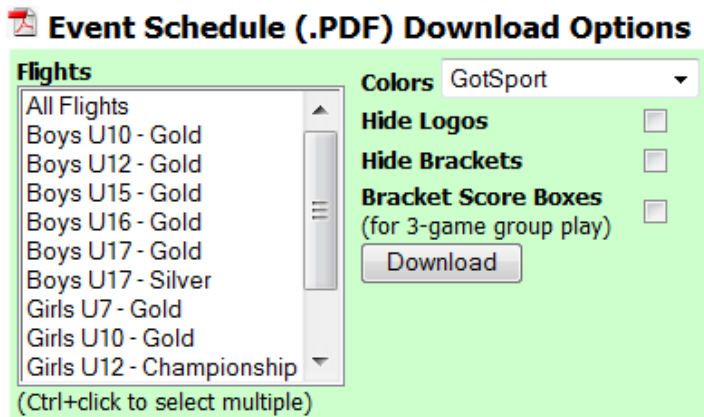 Event Schedule (.PDF) Download Options
Flights
All Flights
Boys U10 - Gold
Boys U12 - Gold
Boys U15 - Gold
Boys U16 - Gold
Boys U17 - Gold
Boys U17 - Silver
Girls U7 - Gold
Girls U10 - Gold
Girls U12 - Championship
(Ctrl+click to select multiple)
Colors GotSport
Hide Logos
Hide Brackets
Bracket Score Boxes
(for 3-game group play)
Download